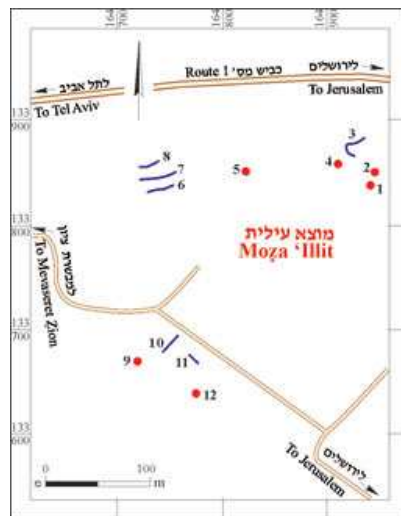 164 700
164 800
164 900
לתל אביב
To Tel Aviv
Route 1 כביש מס'
לירושלים
To Jerusalem
133 900
3
8
7
6
5
4
2
1
133 800
מוצא עילית
Moẓa ‘Illit
למבשרת ציון
To Mevaseret Ẓion
133 700
10
9
11
12
133 600
0 100 m
לירושלים
To Jerusalem